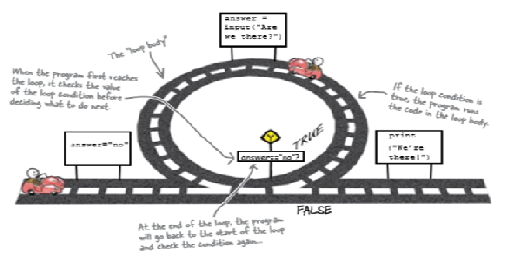 answer =
input("Are
we there?")
The "loop body"
When the program first reaches
the loop, it checks the value
of the loop condition before
deciding what to do next.
If the loop condition is
true, the program runs
the code in the loop body.
TRUE
answer="no"
answer=="no"?
print
("We're
there!")
FALSE
At the end of the loop, the program
will go back to the start of the loop
and check the condition again...